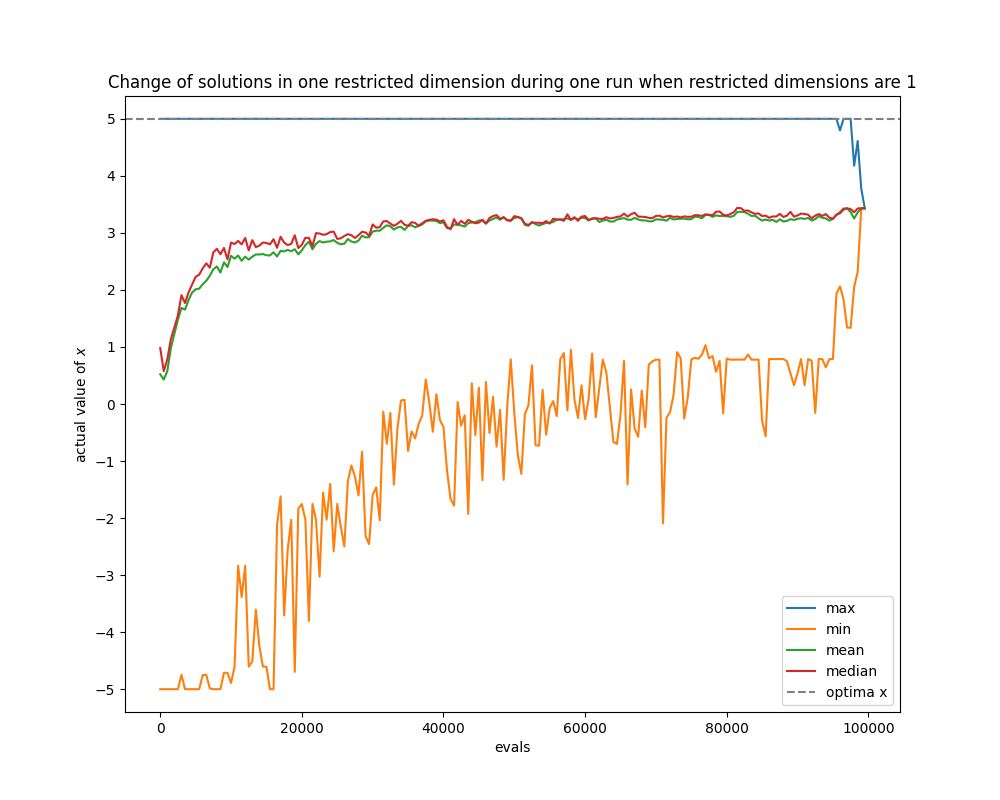 Change of solutions in one restricted dimension during one run when restricted dimensions are 1
5
4
3
2
1
0
−1
−2
−3
−4
−5
actual value of x
0
20000
40000
60000
80000
100000
evals
max
min
mean
median
optima x